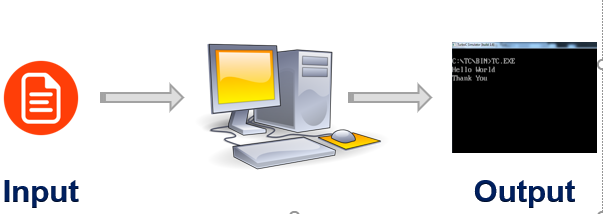 C:\TC\BIN>TC.EXE
Hello World
Thank You
Input
Output